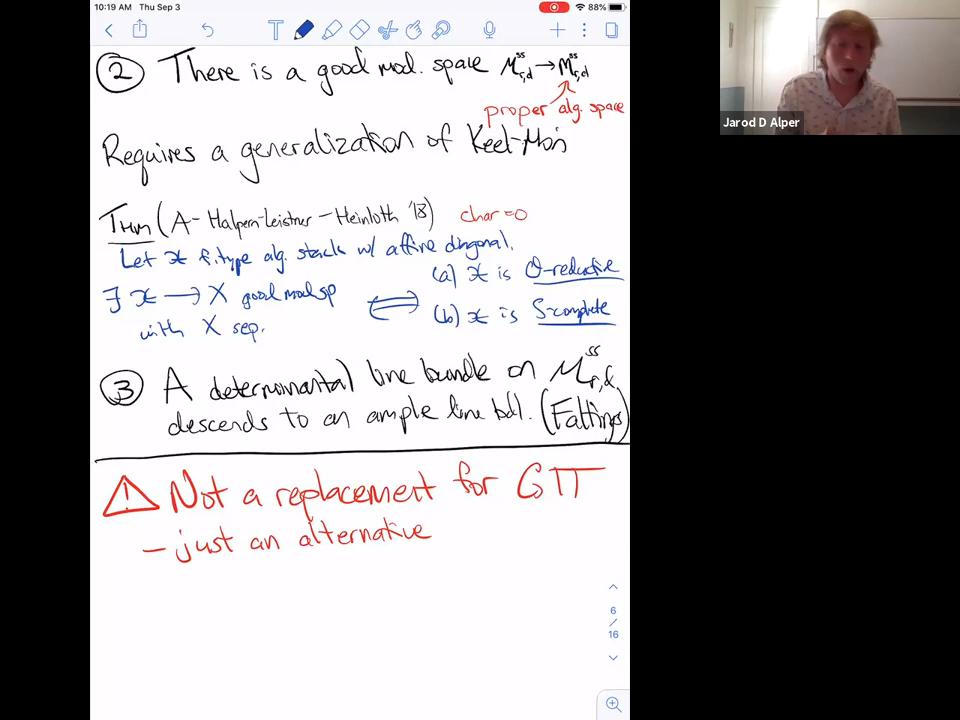 10:19 AM Thu Sep 3
88%
② There is a good mod. space 𝓜^ss_{r,d} → M^ss_{r,d}
proper alg. space
Requires a generalization of Keel-Mori
Thm (A- Halpern-Leistner - Heinloth '18) char=0
Let 𝒳 f.type alg. stack w/ affine diagonal.
∃ 𝒳 → X good mod sp ⟺ (a) 𝒳 is Θ-reductive
with X sep. (b) 𝒳 is S-complete
③ A determinantal line bundle on 𝓜^ss_{r,d}
descends to an ample line bdl. (Faltings)
⚠ Not a replacement for GIT
- just an alternative
6
/
16
Jarod D Alper